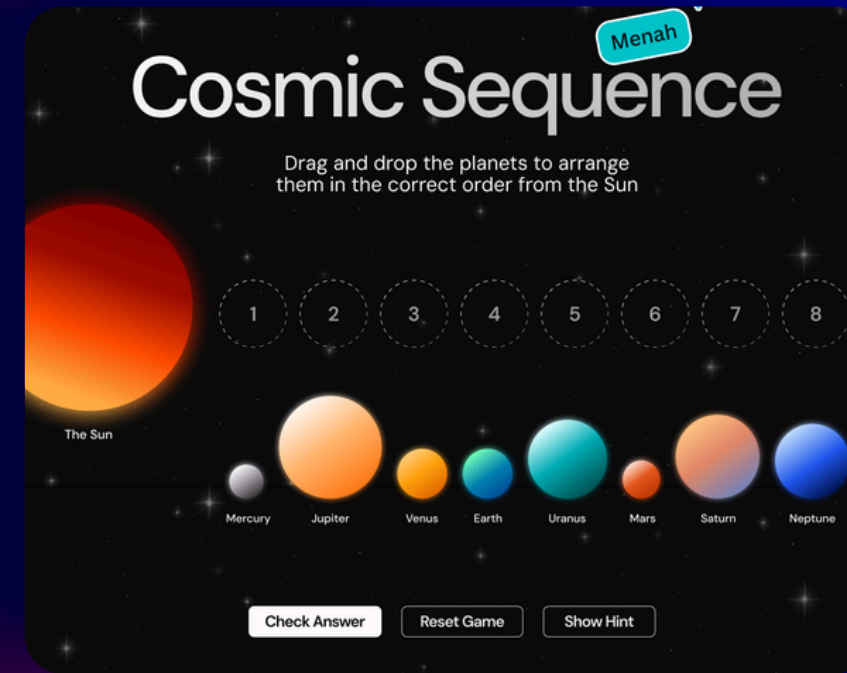 Menah
Cosmic Sequence
Drag and drop the planets to arrange
them in the correct order from the Sun
1 2 3 4 5 6 7 8
The Sun
Mercury Jupiter Venus Earth Uranus Mars Saturn Neptune
Check Answer Reset Game Show Hint